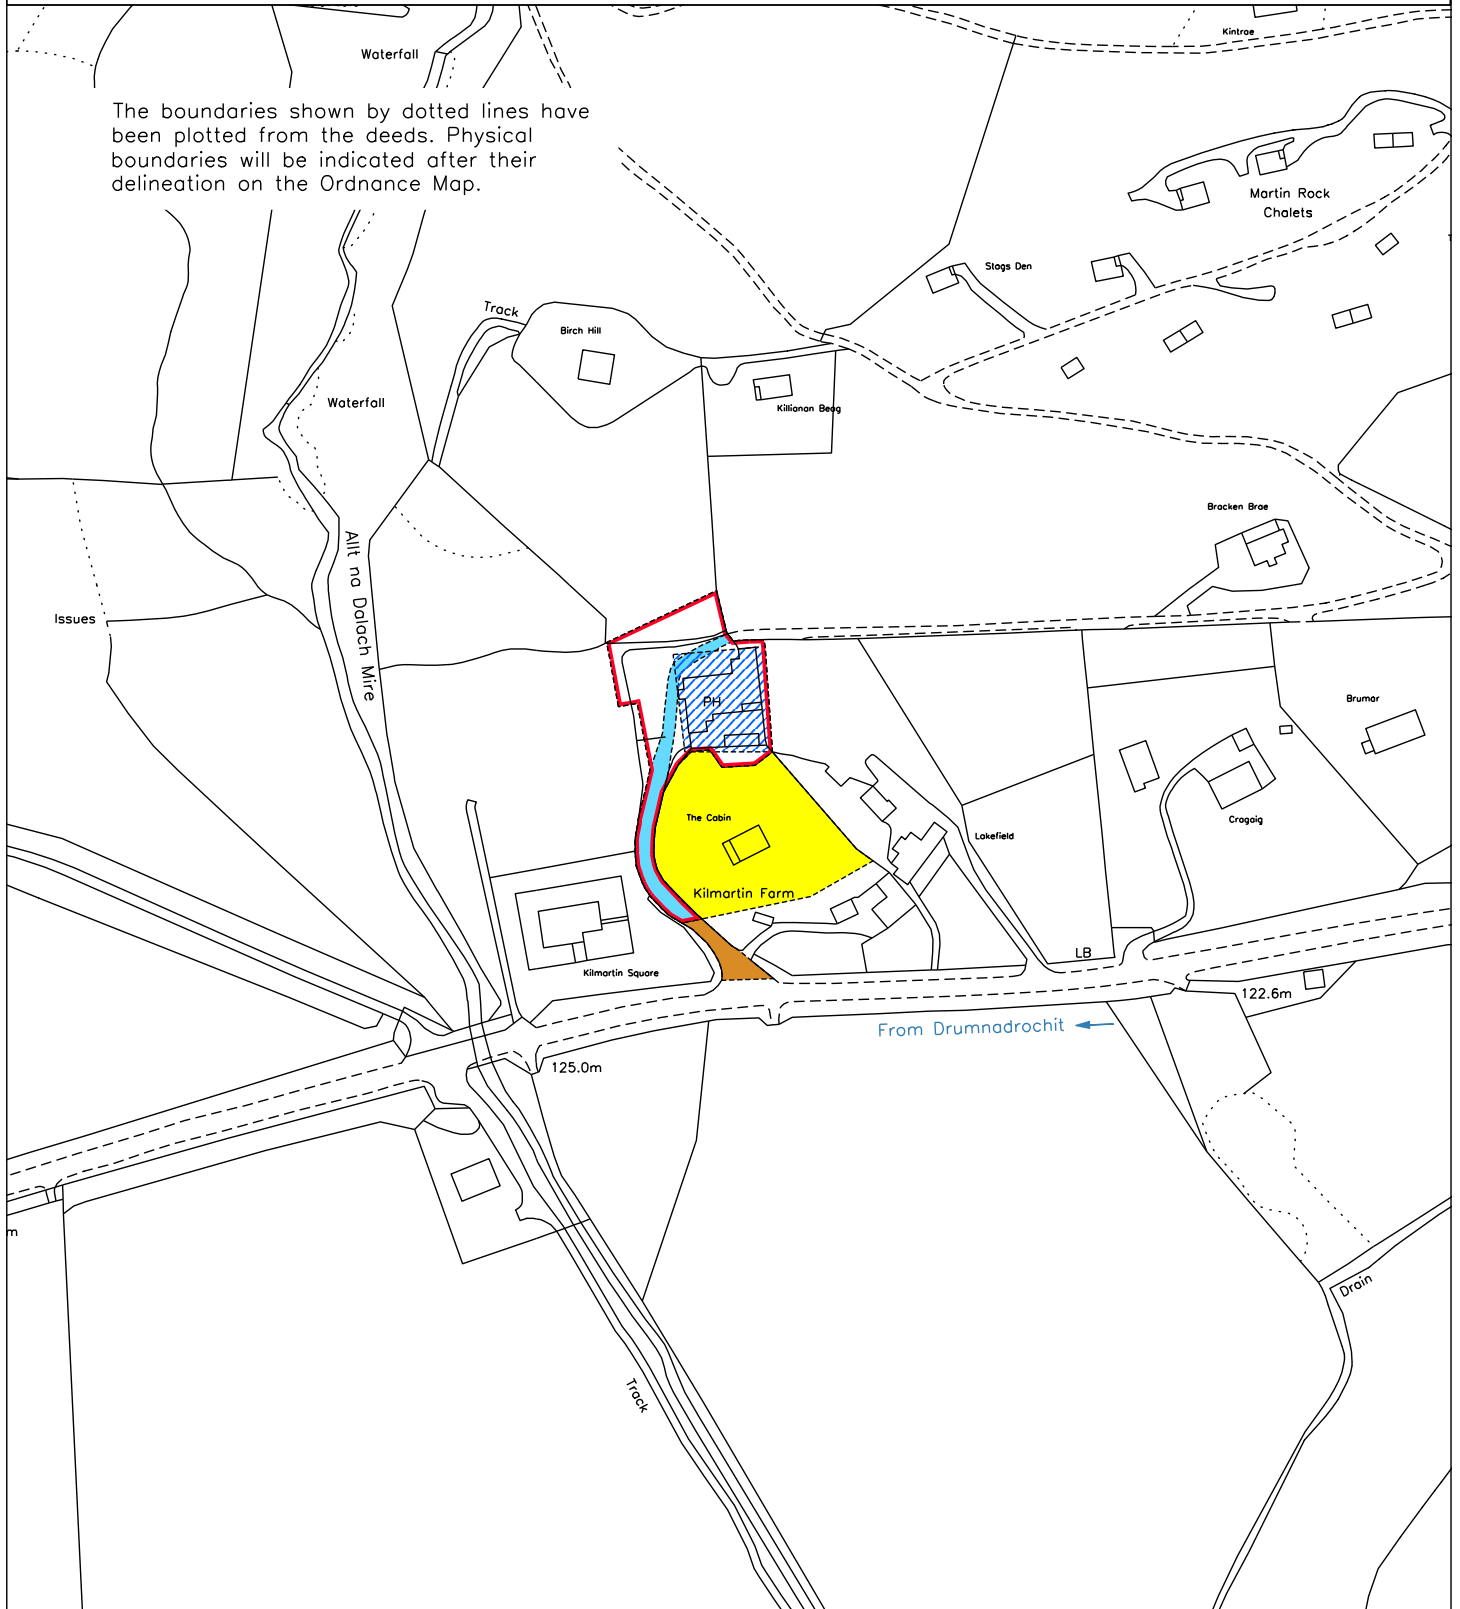 Kintrae
Waterfall
The boundaries shown by dotted lines have
been plotted from the deeds. Physical
boundaries will be indicated after their
delineation on the Ordnance Map.
Martin Rock
Chalets
Stags Den
Track
Birch Hill
Waterfall
Killianan Beag
Bracken Brae
Allt na Dalach Mire
Issues
PH
Brumar
The Cabin
Cragaig
Lakefield
Kilmartin Farm
Kilmartin Square
LB
122.6m
From Drumnadrochit
125.0m
m
Drain
Track